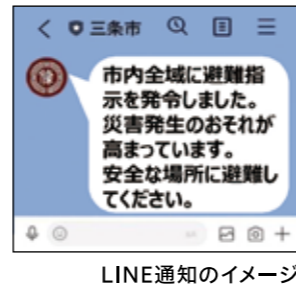 三条市
市内全域に避難指
示を発令しました。
災害発生のおそれが
高まっています。
安全な場所に避難し
てください。
LINE通知のイメージ